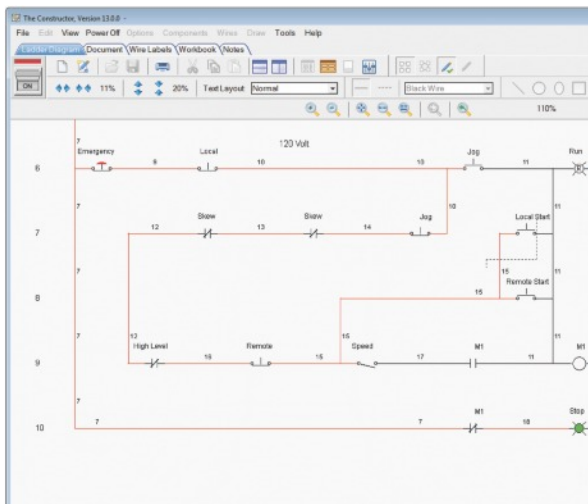 The Constructor, Version 13.0.0 -
File Edit View Power Off Options Components Wires Draw Tools Help
Ladder Diagram Document Wire Labels Workbook Notes
ON 11% 20% Text Layout: Normal Black Wire
110%
7 120 Volt
Emergency 9 Local 10 10 Jog 11 Run
6 R
7 10 11
Skew Skew Jog Local Start
12 13 14
7
7 15 11
Remote Start
15
8
7 12 15 11
High Level Remote Speed M1 M1
16 15 17 11
9
7
M1 Stop
7 7 18
10